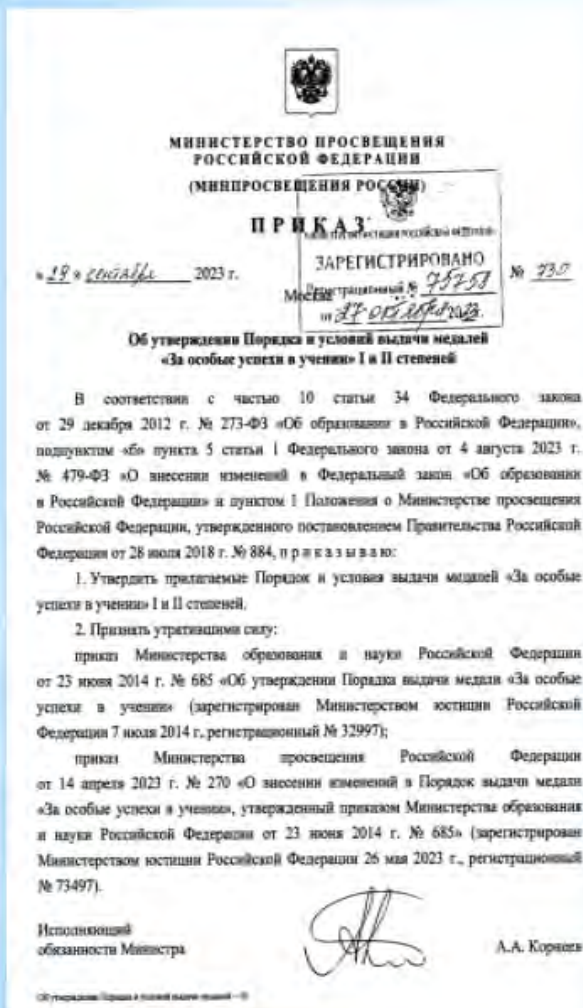 МИНИСТЕРСТВО ПРОСВЕЩЕНИЯ
РОССИЙСКОЙ ФЕДЕРАЦИИ
(МИНПРОСВЕЩЕНИЯ РОССИИ)
ПРИКАЗ
ЗАРЕГИСТРИРОВАНО
Регистрационный № 75758
от 27 октября 2023.
«29» сентября 2023 г.
№ 730
Москва
Об утверждении Порядка и условий выдачи медалей
«За особые успехи в учении» I и II степеней
В соответствии с частью 10 статьи 34 Федерального закона
от 29 декабря 2012 г. № 273-ФЗ «Об образовании в Российской Федерации»,
подпунктом «б» пункта 5 статьи 1 Федерального закона от 4 августа 2023 г.
№ 479-ФЗ «О внесении изменений в Федеральный закон «Об образовании
в Российской Федерации» и пунктом 1 Положения о Министерстве просвещения
Российской Федерации, утвержденного постановлением Правительства Российской
Федерации от 28 июля 2018 г. № 884, приказываю:
1. Утвердить прилагаемые Порядок и условия выдачи медалей «За особые
успехи в учении» I и II степеней.
2. Признать утратившими силу:
приказ Министерства образования и науки Российской Федерации
от 23 июня 2014 г. № 685 «Об утверждении Порядка выдачи медали «За особые
успехи в учении» (зарегистрирован Министерством юстиции Российской
Федерации 7 июля 2014 г., регистрационный № 32997);
приказ Министерства просвещения Российской Федерации
от 14 апреля 2023 г. № 270 «О внесении изменений в Порядок выдачи медали
«За особые успехи в учении», утвержденный приказом Министерства образования
и науки Российской Федерации от 23 июня 2014 г. № 685» (зарегистрирован
Министерством юстиции Российской Федерации 26 мая 2023 г., регистрационный
№ 73497).
Исполняющий
обязанности Министра
А.А. Корнеев